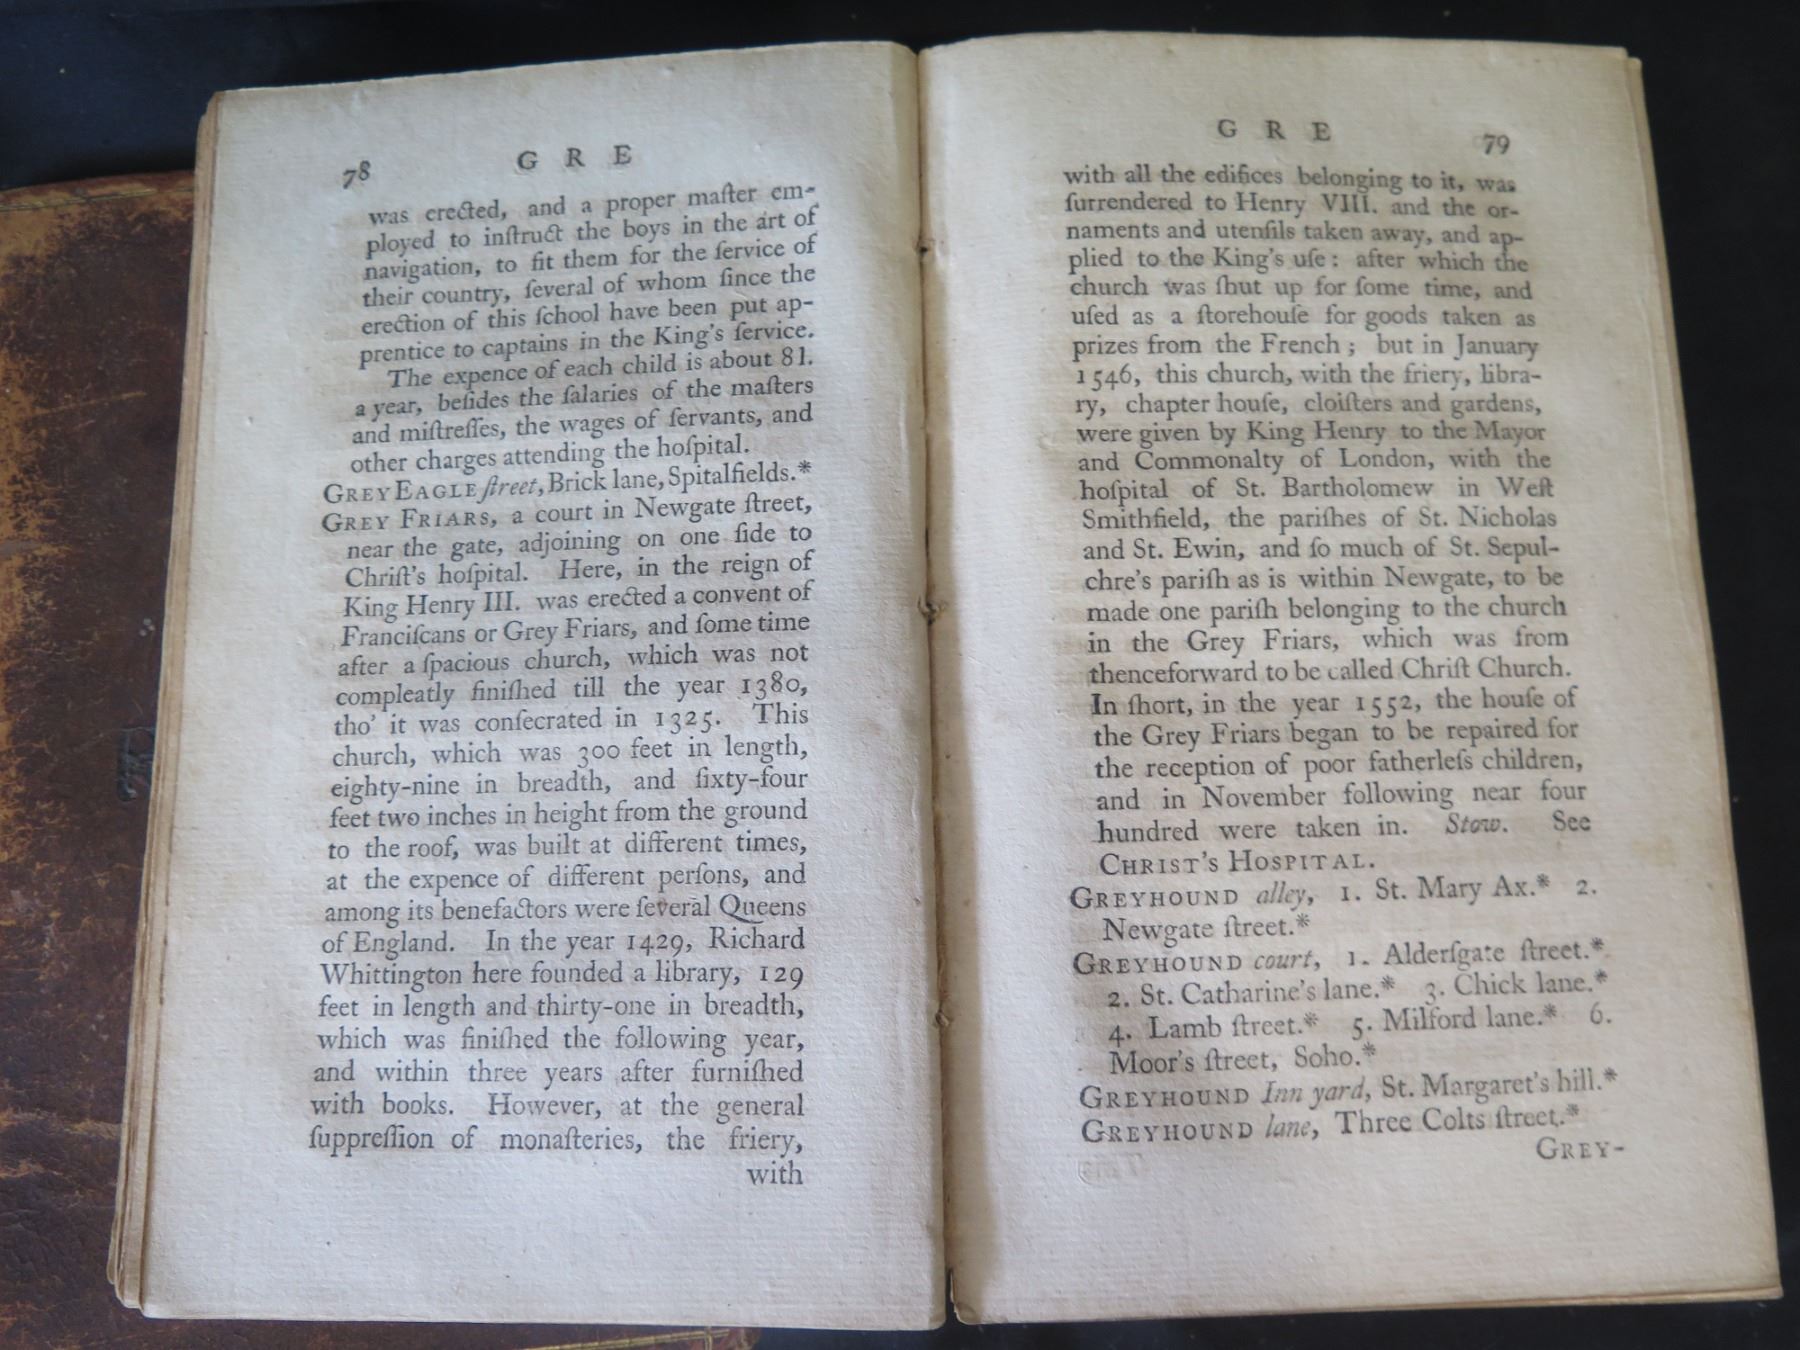 78
G R E
was erected, and a proper maſter em-
ployed to inſtruct the boys in the art of
navigation, to fit them for the ſervice of
their country, ſeveral of whom ſince the
erection of this ſchool have been put ap-
prentice to captains in the King's ſervice.
The expence of each child is about 8 l.
a year, beſides the ſalaries of the maſters
and miſtreſſes, the wages of ſervants, and
other charges attending the hoſpital.
GREY EAGLE ſtreet, Brick lane, Spitalfields.*
GREY FRIARS, a court in Newgate ſtreet,
near the gate, adjoining on one ſide to
Chriſt's hoſpital. Here, in the reign of
King Henry III. was erected a convent of
Franciſcans or Grey Friars, and ſome time
after a ſpacious church, which was not
compleatly finiſhed till the year 1380,
tho' it was conſecrated in 1325. This
church, which was 300 feet in length,
eighty-nine in breadth, and ſixty-four
feet two inches in height from the ground
to the roof, was built at different times,
at the expence of different perſons, and
among its benefactors were ſeveral Queens
of England. In the year 1429, Richard
Whittington here founded a library, 129
feet in length and thirty-one in breadth,
which was finiſhed the following year,
and within three years after furniſhed
with books. However, at the general
ſuppreſſion of monaſteries, the friery,
with
G R E
79
with all the edifices belonging to it, was
ſurrendered to Henry VIII. and the or-
naments and utenſils taken away, and ap-
plied to the King's uſe: after which the
church was ſhut up for ſome time, and
uſed as a ſtorehouſe for goods taken as
prizes from the French; but in January
1546, this church, with the friery, libra-
ry, chapter houſe, cloiſters and gardens,
were given by King Henry to the Mayor
and Commonalty of London, with the
hoſpital of St. Bartholomew in Weſt
Smithfield, the pariſhes of St. Nicholas
and St. Ewin, and ſo much of St. Sepul-
chre's pariſh as is within Newgate, to be
made one pariſh belonging to the church
in the Grey Friars, which was from
thenceforward to be called Chriſt Church.
In ſhort, in the year 1552, the houſe of
the Grey Friars began to be repaired for
the reception of poor fatherleſs children,
and in November following near four
hundred were taken in. Stow. See
CHRIST'S HOSPITAL.
GREYHOUND alley, 1. St. Mary Ax.* 2.
Newgate ſtreet.*
GREYHOUND court, 1. Alderſgate ſtreet.*
2. St. Catharine's lane.* 3. Chick lane.*
4. Lamb ſtreet.* 5. Milford lane.* 6.
Moor's ſtreet, Soho.*
GREYHOUND Inn yard, St. Margaret's hill.*
GREYHOUND lane, Three Colts ſtreet.*
GREY-